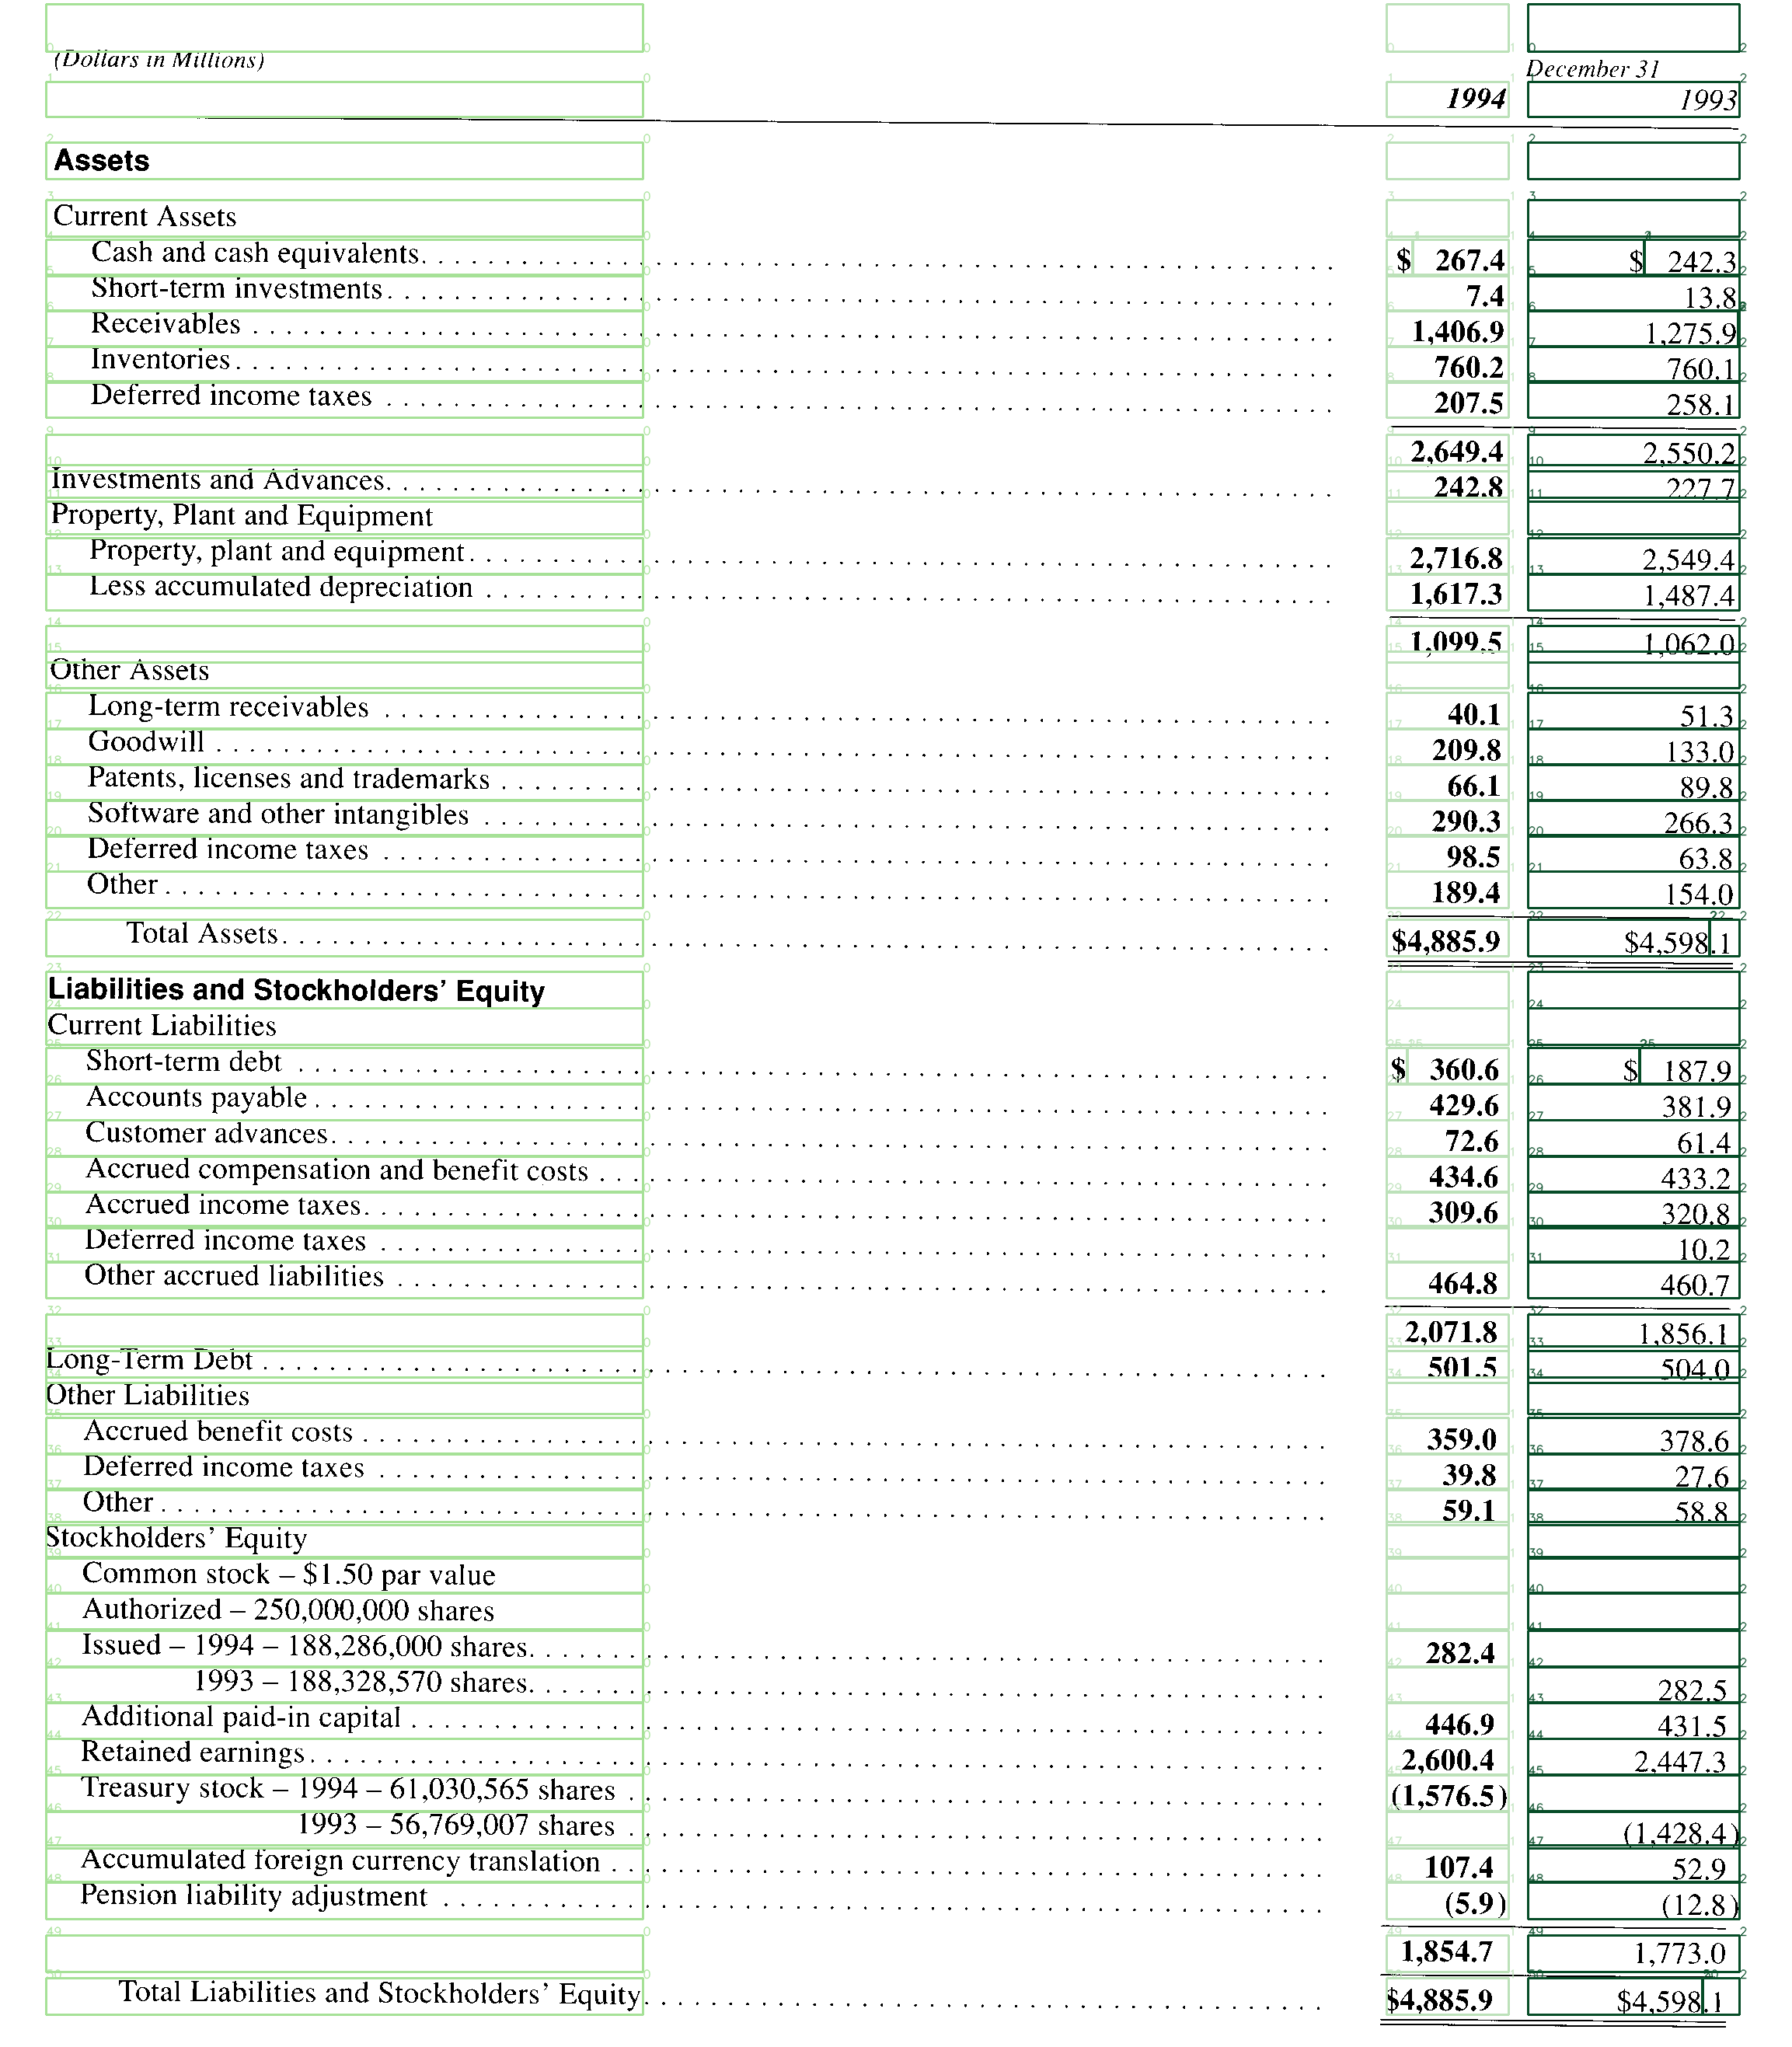 (Dollars in Millions)
December 31
1994 1993
Assets
Current Assets
Cash and cash equivalents $ 267.4 $ 242.3
Short-term investments 7.4 13.8
Receivables 1,406.9 1,275.9
Inventories 760.2 760.1
Deferred income taxes 207.5 258.1
2,649.4 2,550.2
Investments and Advances 242.8 227.7
Property, Plant and Equipment
Property, plant and equipment 2,716.8 2,549.4
Less accumulated depreciation 1,617.3 1,487.4
1,099.5 1,062.0
Other Assets
Long-term receivables 40.1 51.3
Goodwill 209.8 133.0
Patents, licenses and trademarks 66.1 89.8
Software and other intangibles 290.3 266.3
Deferred income taxes 98.5 63.8
Other 189.4 154.0
Total Assets $4,885.9 $4,598.1
Liabilities and Stockholders' Equity
Current Liabilities
Short-term debt $ 360.6 $ 187.9
Accounts payable 429.6 381.9
Customer advances 72.6 61.4
Accrued compensation and benefit costs 434.6 433.2
Accrued income taxes 309.6 320.8
Deferred income taxes 10.2
Other accrued liabilities 464.8 460.7
2,071.8 1,856.1
Long-Term Debt 501.5 504.0
Other Liabilities
Accrued benefit costs 359.0 378.6
Deferred income taxes 39.8 27.6
Other 59.1 58.8
Stockholders' Equity
Common stock – $1.50 par value
Authorized – 250,000,000 shares
Issued – 1994 – 188,286,000 shares 282.4
1993 – 188,328,570 shares 282.5
Additional paid-in capital 446.9 431.5
Retained earnings 2,600.4 2,447.3
Treasury stock – 1994 – 61,030,565 shares (1,576.5)
1993 – 56,769,007 shares (1,428.4)
Accumulated foreign currency translation 107.4 52.9
Pension liability adjustment (5.9) (12.8)
1,854.7 1,773.0
Total Liabilities and Stockholders' Equity $4,885.9 $4,598.1